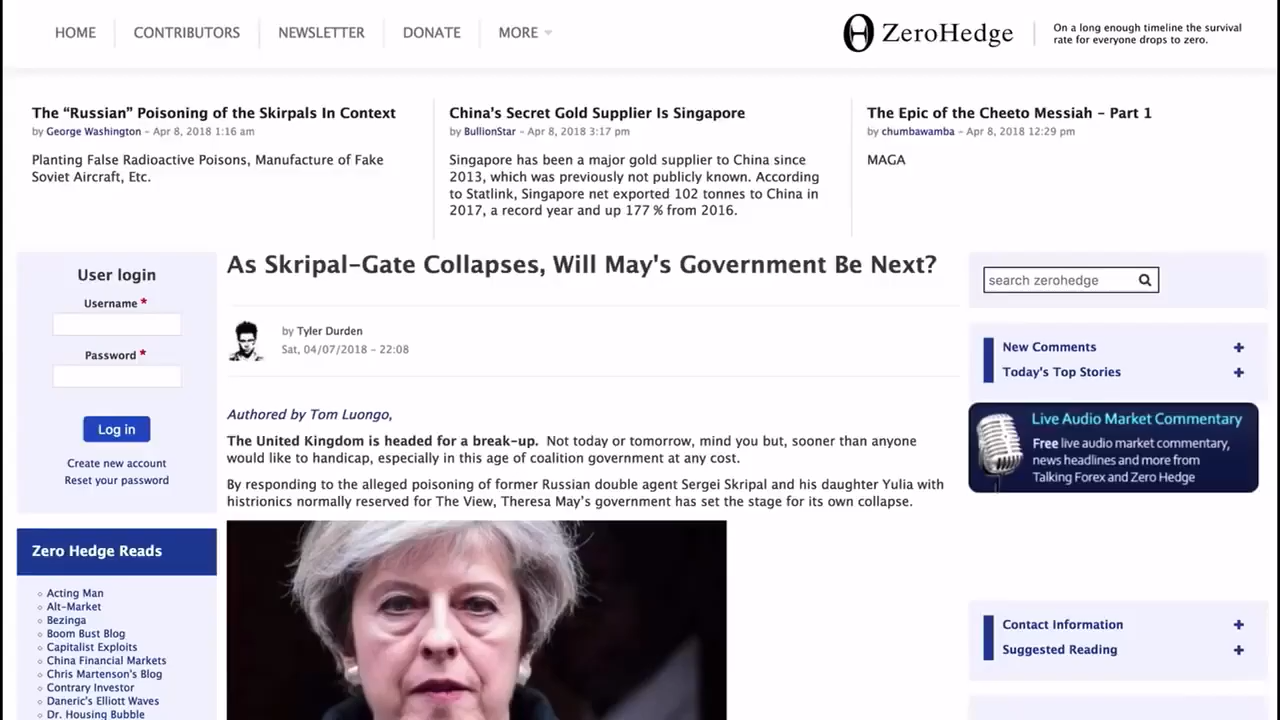 HOME
CONTRIBUTORS
NEWSLETTER
DONATE
MORE
ZeroHedge
On a long enough timeline the survival
rate for everyone drops to zero.
The “Russian” Poisoning of the Skirpals In Context
by George Washington – Apr 8, 2018 1:16 am
Planting False Radioactive Poisons, Manufacture of Fake
Soviet Aircraft, Etc.
China's Secret Gold Supplier Is Singapore
by BullionStar – Apr 8, 2018 3:17 pm
Singapore has been a major gold supplier to China since
2013, which was previously not publicly known. According
to Statlink, Singapore net exported 102 tonnes to China in
2017, a record year and up 177 % from 2016.
The Epic of the Cheeto Messiah – Part 1
by chumbawamba – Apr 8, 2018 12:29 pm
MAGA
User login
Username *
Password *
Log in
Create new account
Reset your password
Zero Hedge Reads
Acting Man
Alt-Market
Bezinga
Boom Bust Blog
Capitalist Exploits
China Financial Markets
Chris Martenson's Blog
Contrary Investor
Daneric's Elliott Waves
Dr. Housing Bubble
As Skripal-Gate Collapses, Will May's Government Be Next?
by Tyler Durden
Sat, 04/07/2018 – 22:08
Authored by Tom Luongo,
The United Kingdom is headed for a break-up. Not today or tomorrow, mind you but, sooner than anyone
would like to handicap, especially in this age of coalition government at any cost.
By responding to the alleged poisoning of former Russian double agent Sergei Skripal and his daughter Yulia with
histrionics normally reserved for The View, Theresa May's government has set the stage for its own collapse.
search zerohedge
New Comments +
Today's Top Stories +
Live Audio Market Commentary
Free live audio market commentary,
news headlines and more from
Talking Forex and Zero Hedge
Contact Information +
Suggested Reading +